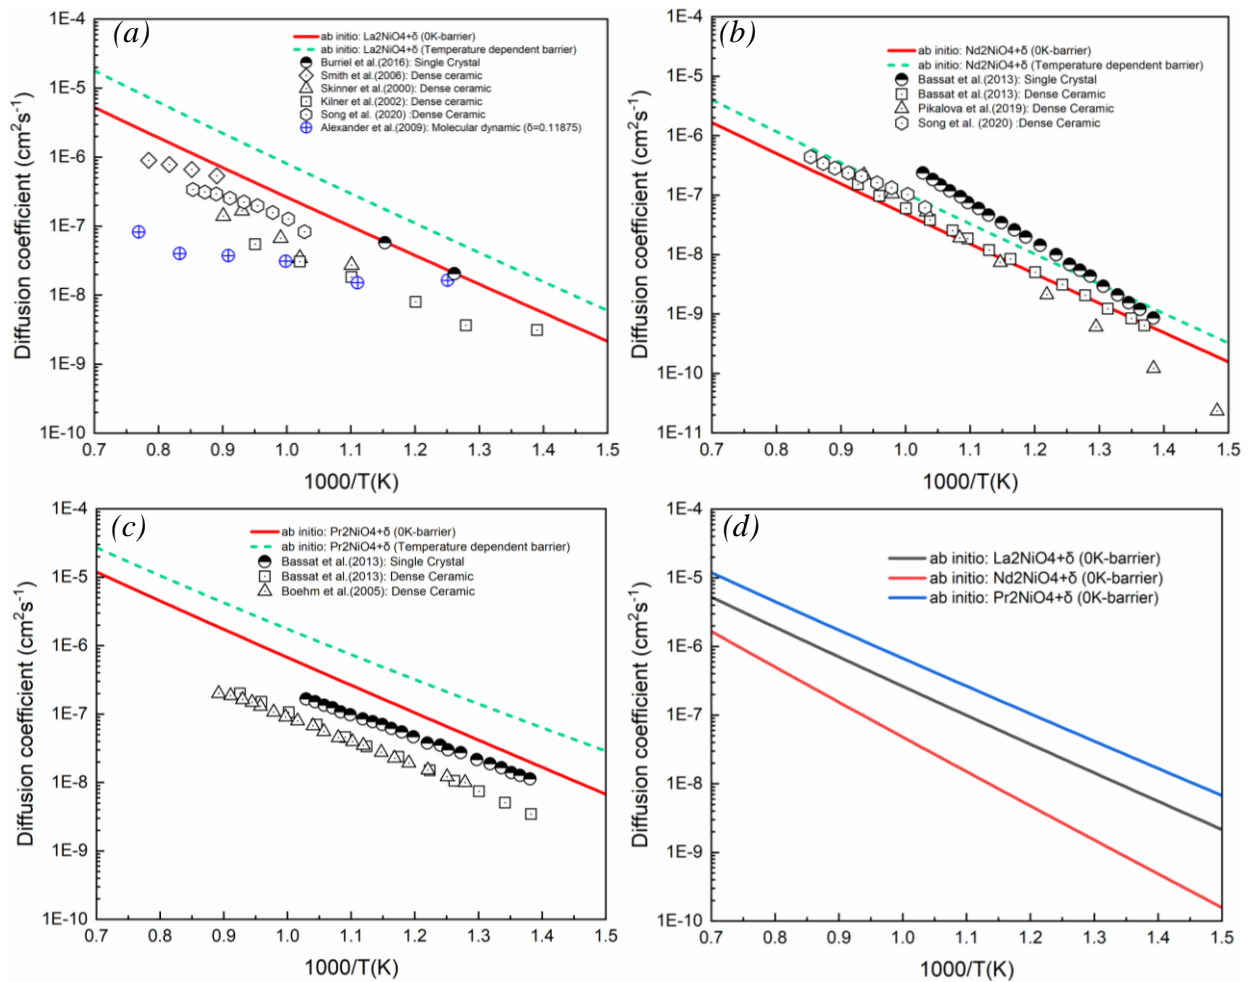 (a)
ab initio: La2NiO4+δ (0K-barrier)
ab initio: La2NiO4+δ (Temperature dependent barrier)
Burriel et al.(2016): Single Crystal
Smith et al.(2006): Dense ceramic
Skinner et al.(2000): Dense ceramic
Kilner et al.(2002): Dense ceramic
Song et al.(2020) :Dense Ceramic
Alexander et al.(2009): Molecular dynamic (δ=0.11875)
Diffusion coefficient (cm²s⁻¹)
1E-4
1E-5
1E-6
1E-7
1E-8
1E-9
1E-10
0.7 0.8 0.9 1.0 1.1 1.2 1.3 1.4 1.5
1000/T(K)
(b)
ab initio: Nd2NiO4+δ (0K-barrier)
ab initio: Nd2NiO4+δ (Temperature dependent barrier)
Bassat et al.(2013): Single Crystal
Bassat et al.(2013): Dense Ceramic
Pikalova et al.(2019): Dense Ceramic
Song et al. (2020) :Dense Ceramic
Diffusion coefficient (cm²s⁻¹)
1E-4
1E-5
1E-6
1E-7
1E-8
1E-9
1E-10
1E-11
0.7 0.8 0.9 1.0 1.1 1.2 1.3 1.4 1.5
1000/T(K)
(c)
ab initio: Pr2NiO4+δ (0K-barrier)
ab initio: Pr2NiO4+δ (Temperature dependent barrier)
Bassat et al.(2013): Single Crystal
Bassat et al.(2013): Dense Ceramic
Boehm et al.(2005): Dense Ceramic
Diffusion coefficient (cm²s⁻¹)
1E-4
1E-5
1E-6
1E-7
1E-8
1E-9
1E-10
0.7 0.8 0.9 1.0 1.1 1.2 1.3 1.4 1.5
1000/T(K)
(d)
ab initio: La2NiO4+δ (0K-barrier)
ab initio: Nd2NiO4+δ (0K-barrier)
ab initio: Pr2NiO4+δ (0K-barrier)
Diffusion coefficient (cm²s⁻¹)
1E-4
1E-5
1E-6
1E-7
1E-8
1E-9
1E-10
0.7 0.8 0.9 1.0 1.1 1.2 1.3 1.4 1.5
1000/T(K)